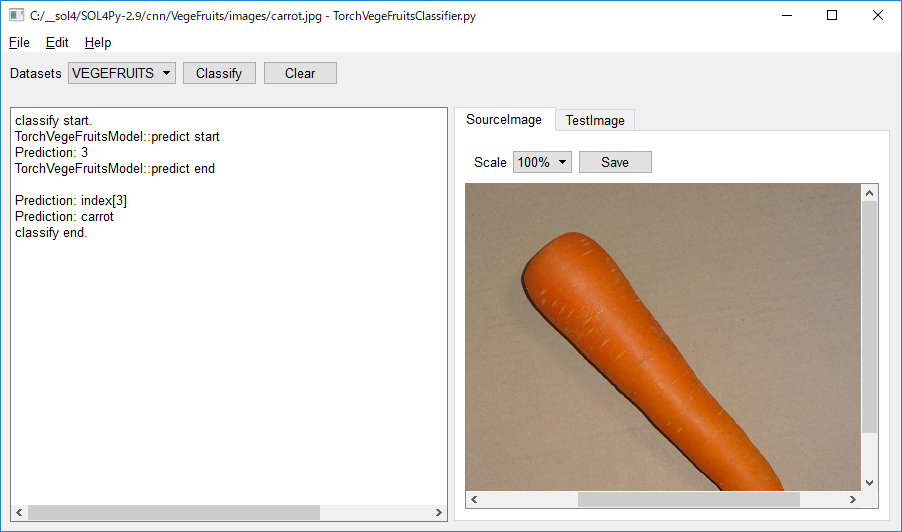 C:/__sol4/SOL4Py-2.9/cnn/VegeFruits/images/carrot.jpg - TorchVegeFruitsClassifier.py
File Edit Help
Datasets VEGEFRUITS Classify Clear
classify start.
TorchVegeFruitsModel::predict start
Prediction: 3
TorchVegeFruitsModel::predict end
Prediction: index[3]
Prediction: carrot
classify end.
SourceImage TestImage
Scale 100% Save